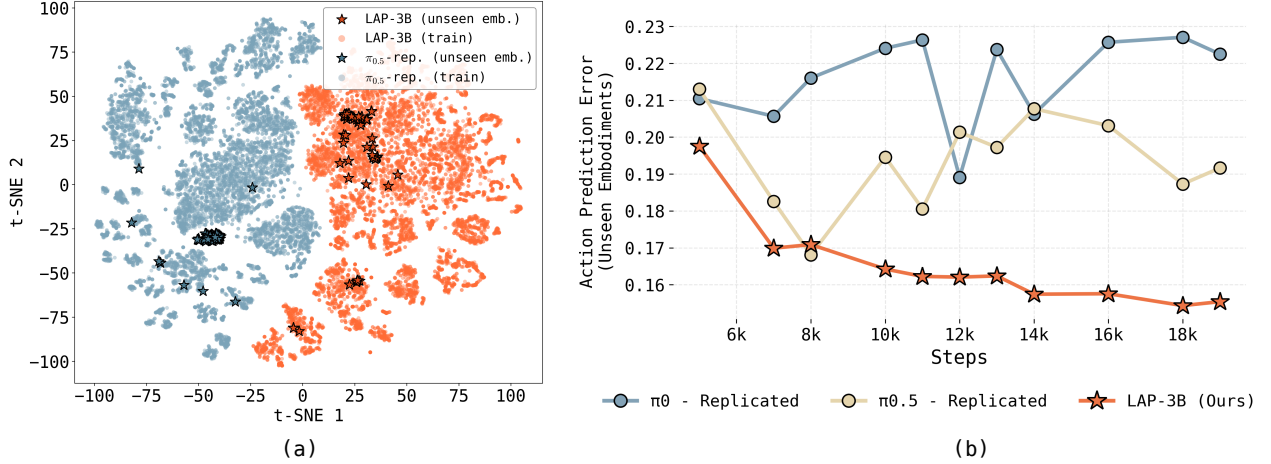 LAP-3B (unseen emb.)
LAP-3B (train)
π0.5-rep. (unseen emb.)
π0.5-rep. (train)
100
75
50
25
0
−25
−50
−75
−100
t-SNE 2
−100 −75 −50 −25 0 25 50 75 100
t-SNE 1
(a)
Action Prediction Error
(Unseen Embodiments)
0.23
0.22
0.21
0.20
0.19
0.18
0.17
0.16
6k 8k 10k 12k 14k 16k 18k
Steps
π0 - Replicated π0.5 - Replicated LAP-3B (Ours)
(b)